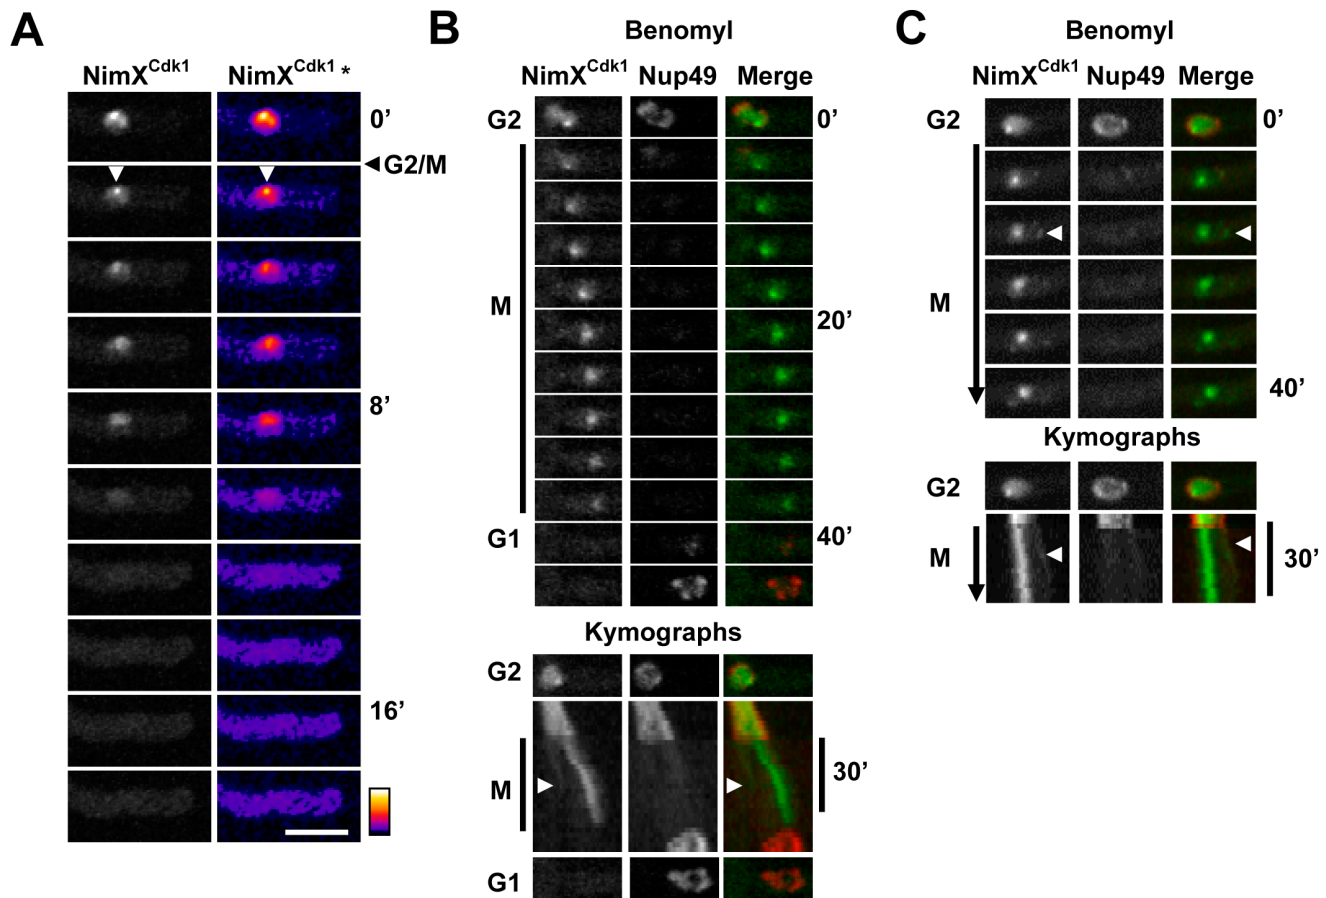 A
NimX^Cdk1 NimX^Cdk1 *
0’
G2/M
8’
16’
B
Benomyl
NimX^Cdk1 Nup49 Merge
G2 0’
M
20’
G1 40’
Kymographs
G2
M 30’
G1
C
Benomyl
NimX^Cdk1 Nup49 Merge
G2 0’
M
40’
Kymographs
G2
M 30’